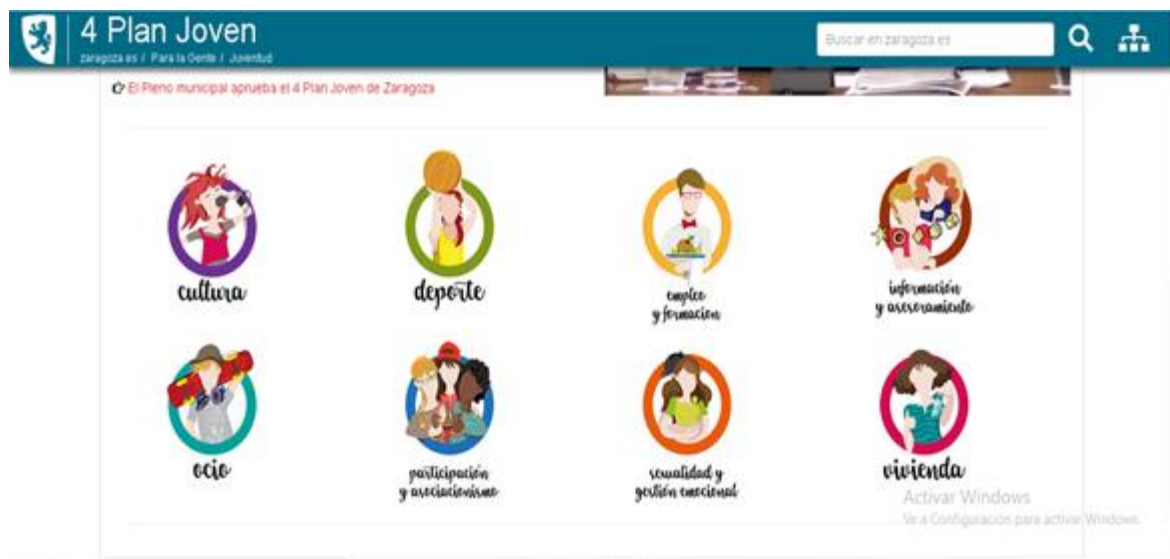 4 Plan Joven
zaragoza.es / Para la Gente / Juventud
Buscar en zaragoza.es
El Pleno municipal aprueba el 4 Plan Joven de Zaragoza
cultura
deporte
empleo
y formacion
información
y asesoramiento
ocio
participación
y asociacionismo
sexualidad y
gestión emocional
vivienda
Activar Windows
Ve a Configuración para activar Windows.